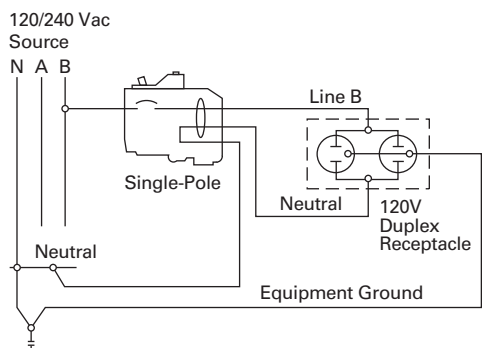 120/240 Vac
Source
N A B
Line B
Single-Pole
Neutral
120V
Duplex
Receptacle
Neutral
Equipment Ground